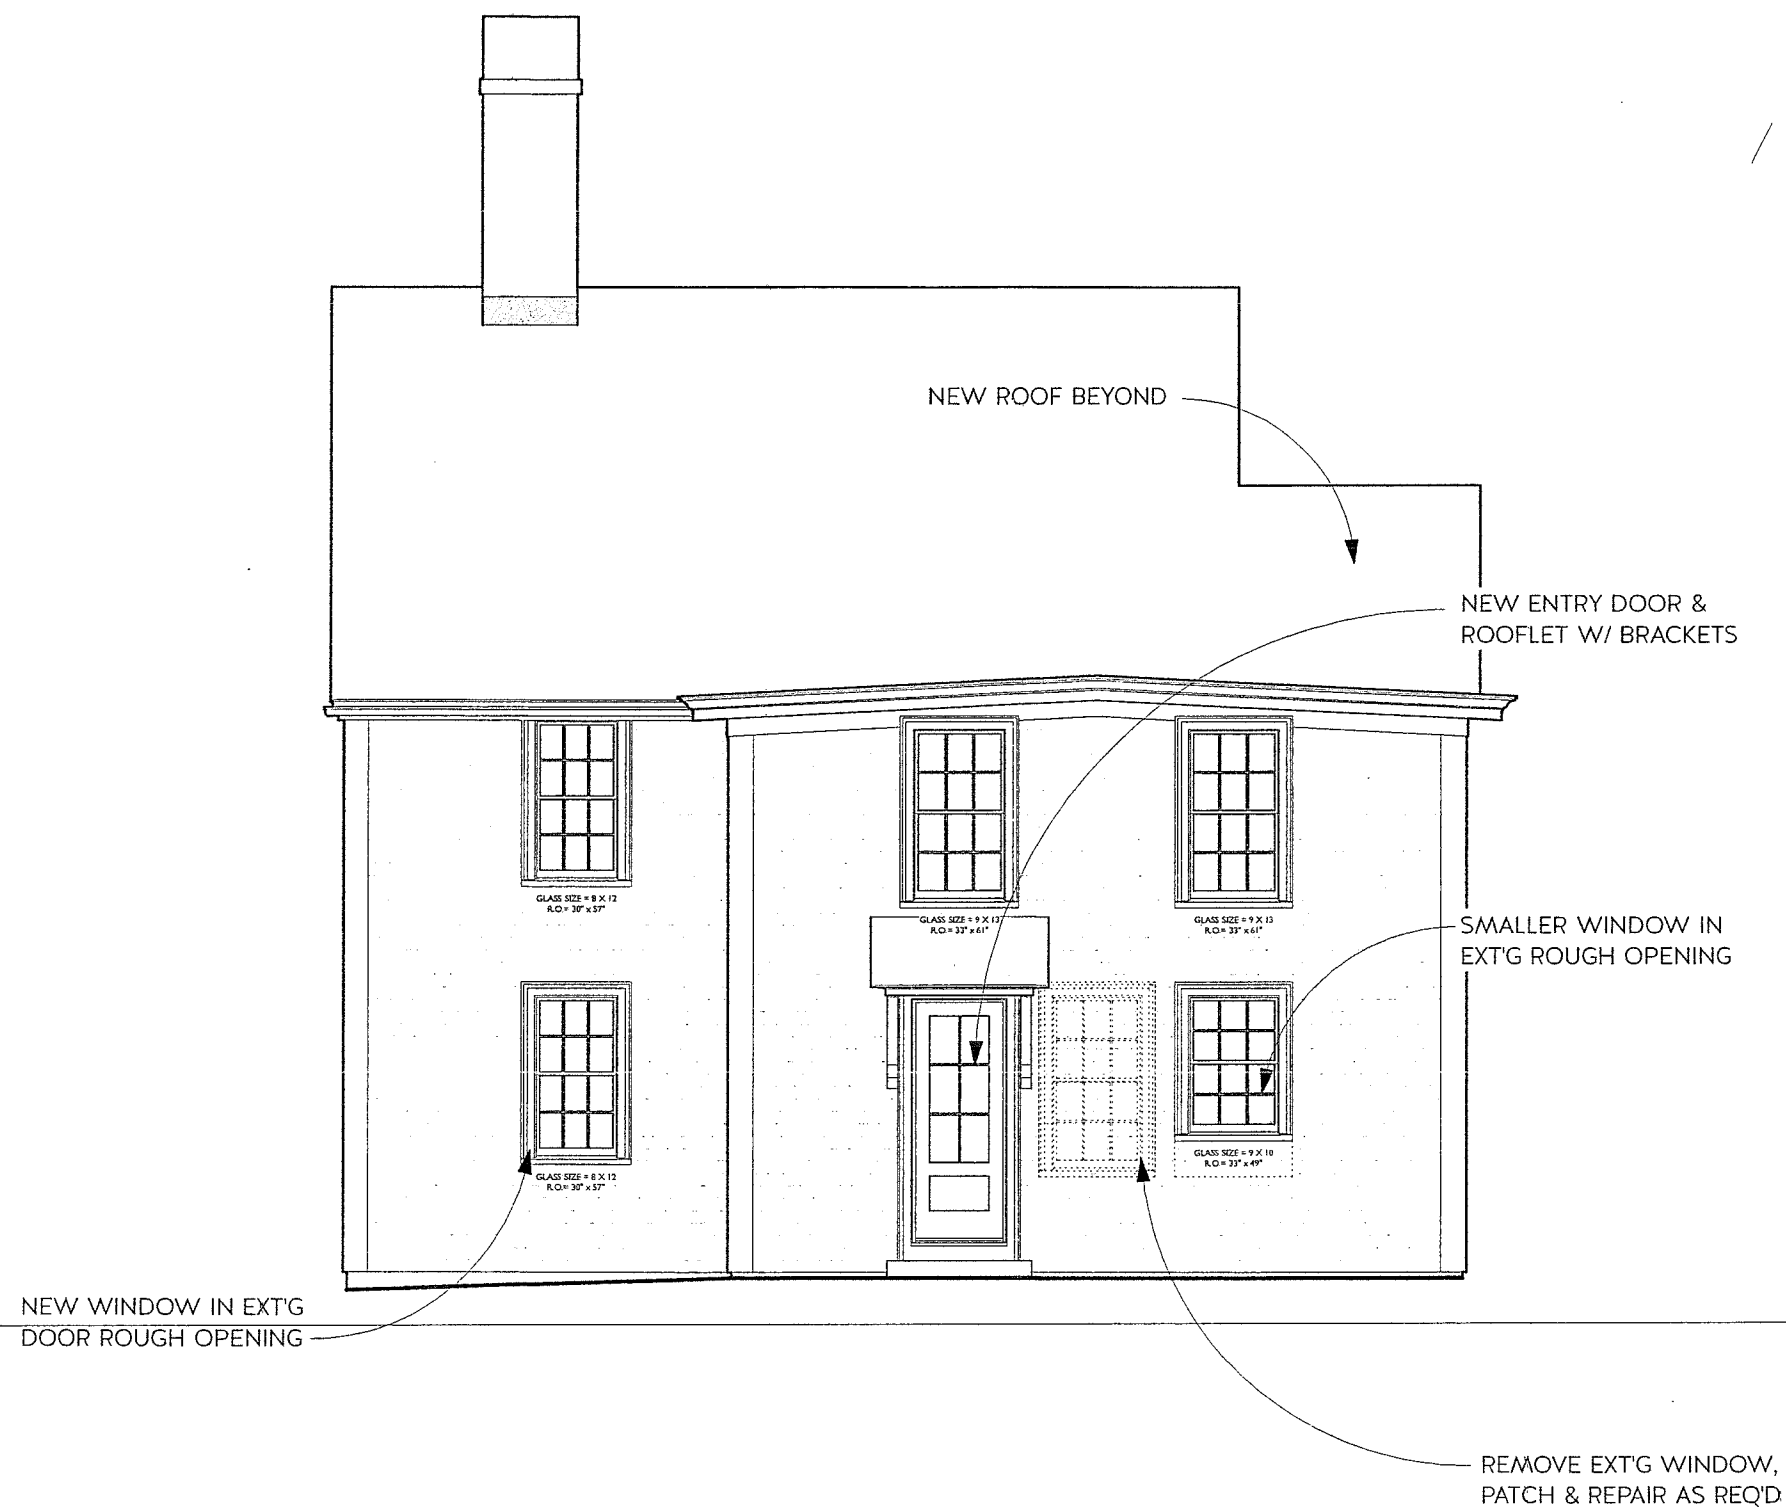 NEW ROOF BEYOND
NEW ENTRY DOOR &
ROOFLET W/ BRACKETS
GLASS SIZE = 8 X 12
R.O.= 30" x 57"
GLASS SIZE = 9 X 13
R.O.= 33" x 61"
GLASS SIZE = 9 X 13
R.O.= 33" x 61"
SMALLER WINDOW IN
EXT'G ROUGH OPENING
GLASS SIZE = 9 X 10
R.O.= 33" x 49"
GLASS SIZE = 8 X 12
R.O.= 30" x 57"
NEW WINDOW IN EXT'G
DOOR ROUGH OPENING
REMOVE EXT'G WINDOW,
PATCH & REPAIR AS REQ'D